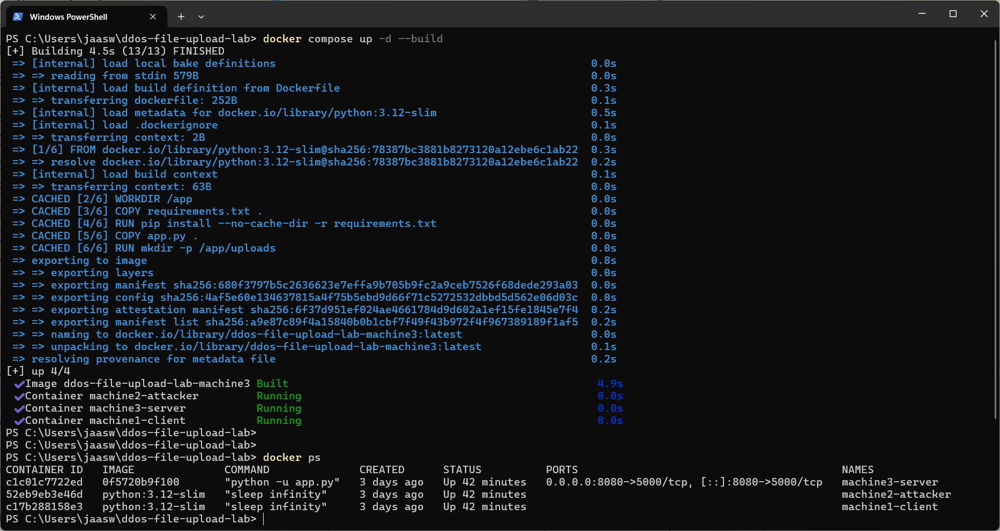 Windows PowerShell
PS C:\Users\jaasw\ddos-file-upload-lab> docker compose up -d --build
[+] Building 4.5s (13/13) FINISHED
=> [internal] load local bake definitions 0.0s
=> => reading from stdin 579B 0.0s
=> [internal] load build definition from Dockerfile 0.3s
=> => transferring dockerfile: 252B 0.1s
=> [internal] load metadata for docker.io/library/python:3.12-slim 0.5s
=> [internal] load .dockerignore 0.1s
=> => transferring context: 2B 0.0s
=> [1/6] FROM docker.io/library/python:3.12-slim@sha256:78387bc3881b8273120a12ebe6c1ab22 0.3s
=> => resolve docker.io/library/python:3.12-slim@sha256:78387bc3881b8273120a12ebe6c1ab22 0.2s
=> [internal] load build context 0.1s
=> => transferring context: 63B 0.0s
=> CACHED [2/6] WORKDIR /app 0.0s
=> CACHED [3/6] COPY requirements.txt . 0.0s
=> CACHED [4/6] RUN pip install --no-cache-dir -r requirements.txt 0.0s
=> CACHED [5/6] COPY app.py . 0.0s
=> CACHED [6/6] RUN mkdir -p /app/uploads 0.0s
=> exporting to image 0.8s
=> => exporting layers 0.0s
=> => exporting manifest sha256:680f3797b5c2636623e7effa9b705b9fc2a9ceb7526f68dede293a03 0.0s
=> => exporting config sha256:4af5e60e134637815a4f75b5ebd9d66f71c5272532dbbd5d562e06d03c 0.0s
=> => exporting attestation manifest sha256:6f37d951ef024ae4661784d9d602a1ef15fe1845e7f4 0.2s
=> => exporting manifest list sha256:a9e87c89f4a15840b0b1cbf7f49f43b972f4f967389189f1af5 0.2s
=> => naming to docker.io/library/ddos-file-upload-lab-machine3:latest 0.0s
=> => unpacking to docker.io/library/ddos-file-upload-lab-machine3:latest 0.1s
=> resolving provenance for metadata file 0.2s
[+] up 4/4
✔Image ddos-file-upload-lab-machine3 Built 4.9s
✔Container machine2-attacker Running 0.0s
✔Container machine3-server Running 0.0s
✔Container machine1-client Running 0.0s
PS C:\Users\jaasw\ddos-file-upload-lab>
PS C:\Users\jaasw\ddos-file-upload-lab>
PS C:\Users\jaasw\ddos-file-upload-lab> docker ps
CONTAINER ID IMAGE COMMAND CREATED STATUS PORTS NAMES
c1c01c7722ed 0f5720b9f100 "python -u app.py" 3 days ago Up 42 minutes 0.0.0.0:8080->5000/tcp, [::]:8080->5000/tcp machine3-server
52eb9eb3e46d python:3.12-slim "sleep infinity" 3 days ago Up 42 minutes machine2-attacker
c17b288158e3 python:3.12-slim "sleep infinity" 3 days ago Up 42 minutes machine1-client
PS C:\Users\jaasw\ddos-file-upload-lab>